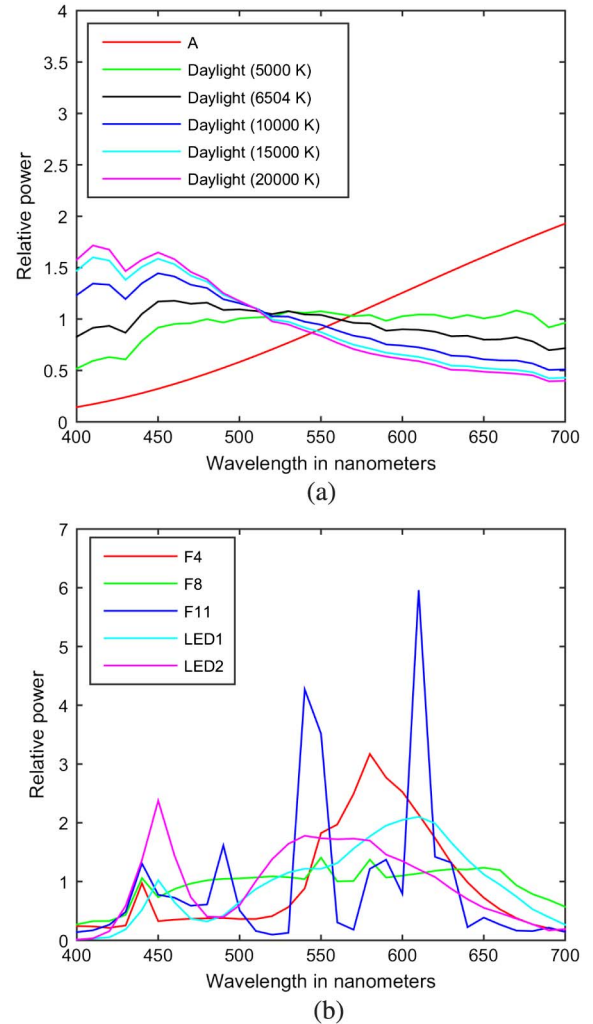 4
3.5
3
2.5
2
1.5
1
0.5
0
Relative power
A
Daylight (5000 K)
Daylight (6504 K)
Daylight (10000 K)
Daylight (15000 K)
Daylight (20000 K)
400 450 500 550 600 650 700
Wavelength in nanometers
(a)
7
6
5
4
3
2
1
0
Relative power
F4
F8
F11
LED1
LED2
400 450 500 550 600 650 700
Wavelength in nanometers
(b)